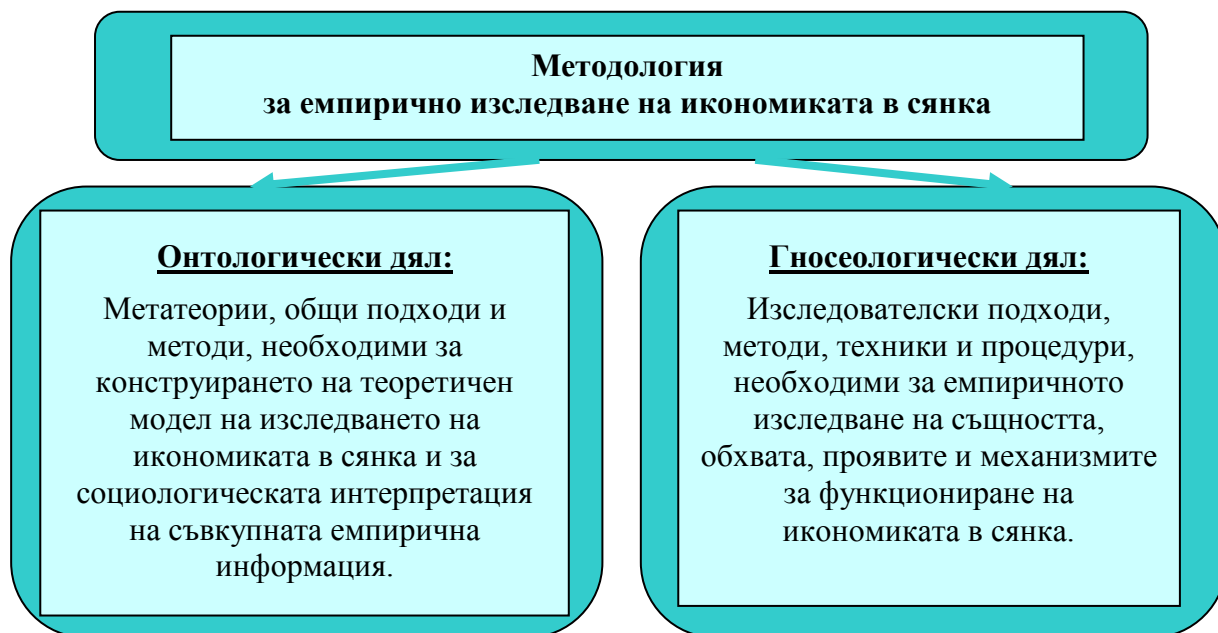 Методология
за емпирично изследване на икономиката в сянка
Онтологически дял:
Метатеории, общи подходи и
методи, необходими за
конструирането на теоретичен
модел на изследването на
икономиката в сянка и за
социологическата интерпретация
на съвкупната емпирична
информация.
Гносеологически дял:
Изследователски подходи,
методи, техники и процедури,
необходими за емпиричното
изследване на същността,
обхвата, проявите и механизмите
за функциониране на
икономиката в сянка.